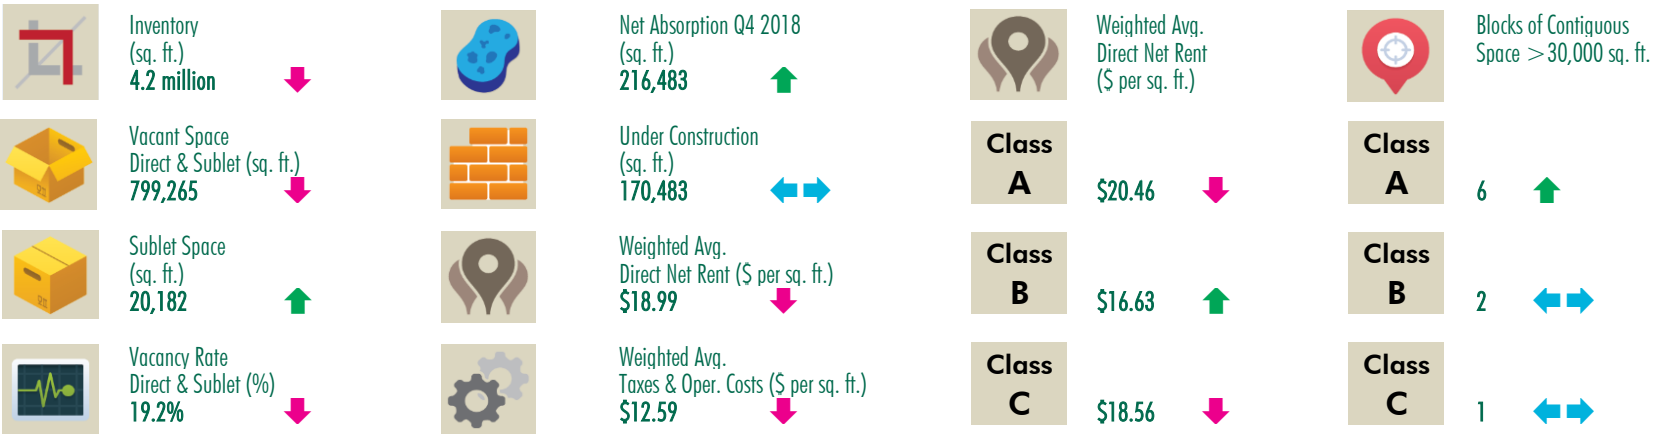 Inventory
(sq. ft.)
4.2 million
Vacant Space
Direct & Sublet (sq. ft.)
799,265
Sublet Space
(sq. ft.)
20,182
Vacancy Rate
Direct & Sublet (%)
19.2%
Net Absorption Q4 2018
(sq. ft.)
216,483
Under Construction
(sq. ft.)
170,483
Weighted Avg.
Direct Net Rent ($ per sq. ft.)
$18.99
Weighted Avg.
Taxes & Oper. Costs ($ per sq. ft.)
$12.59
Weighted Avg.
Direct Net Rent
($ per sq. ft.)
Class
A
$20.46
Class
B
$16.63
Class
C
$18.56
Blocks of Contiguous
Space >30,000 sq. ft.
Class
A
6
Class
B
2
Class
C
1